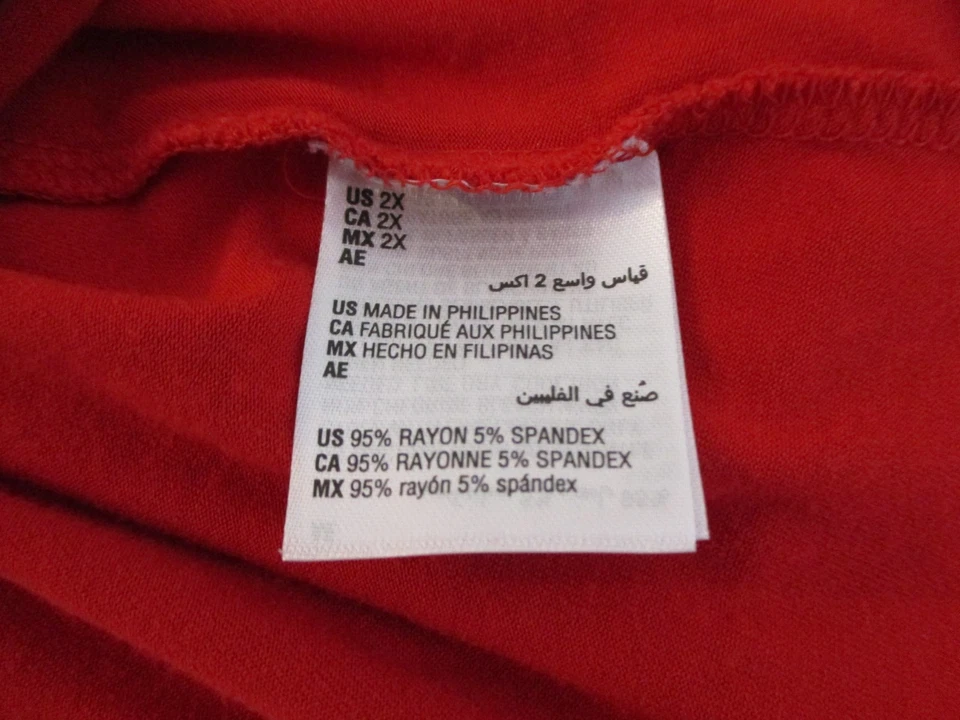 US 2X
CA 2X
MX 2X
AE
قياس واسع 2 اكس
US MADE IN PHILIPPINES
CA FABRIQUÉ AUX PHILIPPINES
MX HECHO EN FILIPINAS
AE
صُنع في الفليبين
US 95% RAYON 5% SPANDEX
CA 95% RAYONNE 5% SPANDEX
MX 95% rayón 5% spándex